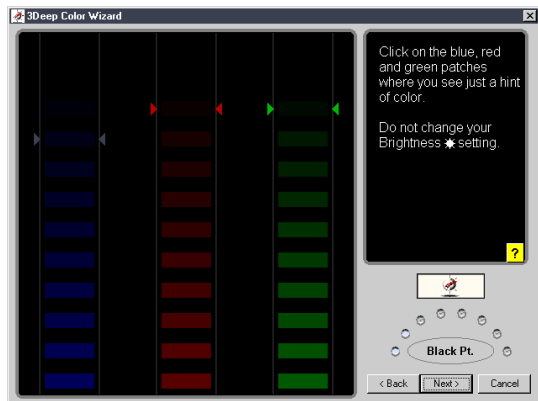 3Deep Color Wizard
Click on the blue, red
and green patches
where you see just a hint
of color.
Do not change your
Brightness setting.
?
Black Pt.
< Back
Next >
Cancel